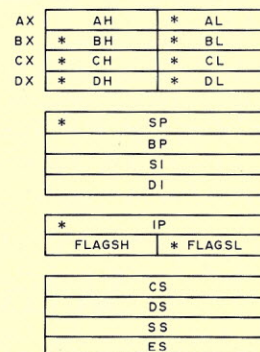 AX AH * AL
BX * BH * BL
CX * CH * CL
DX * DH * DL
* SP
BP
SI
DI
* IP
FLAGSH * FLAGSL
CS
DS
SS
ES